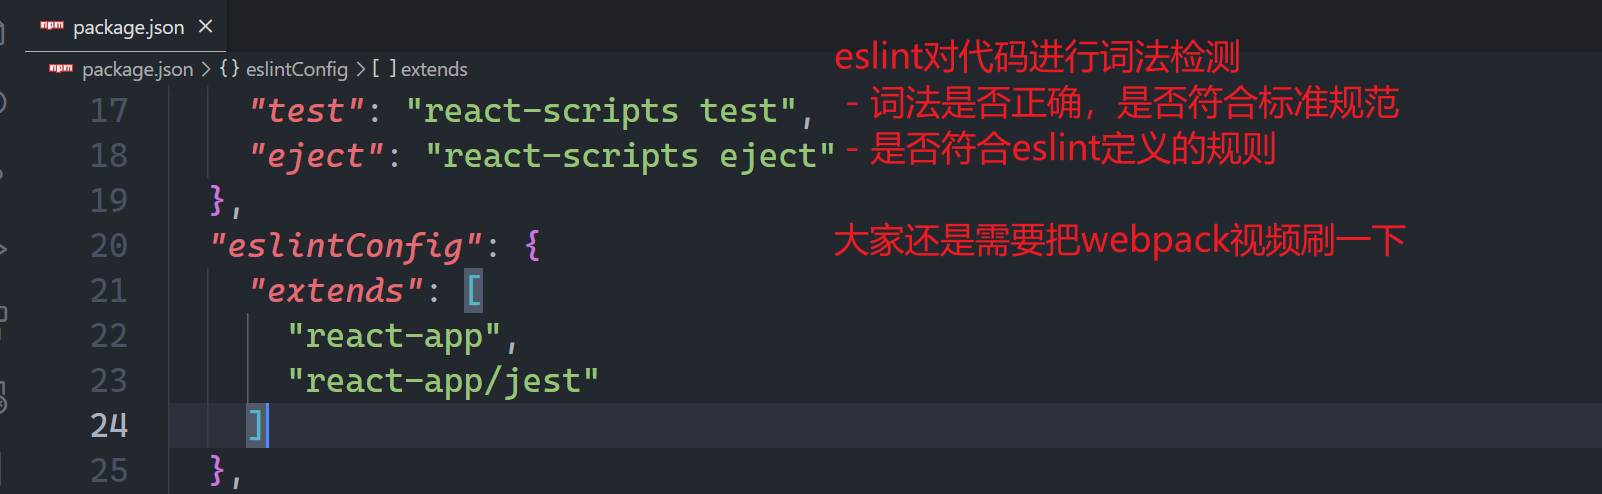 package.json
package.json > {} eslintConfig > [ ] extends
17 "test": "react-scripts test",
18 "eject": "react-scripts eject"
19 },
20 "eslintConfig": {
21 "extends": [
22 "react-app",
23 "react-app/jest"
24 ]
25 },
eslint对代码进行词法检测
- 词法是否正确，是否符合标准规范
- 是否符合eslint定义的规则
大家还是需要把webpack视频刷一下